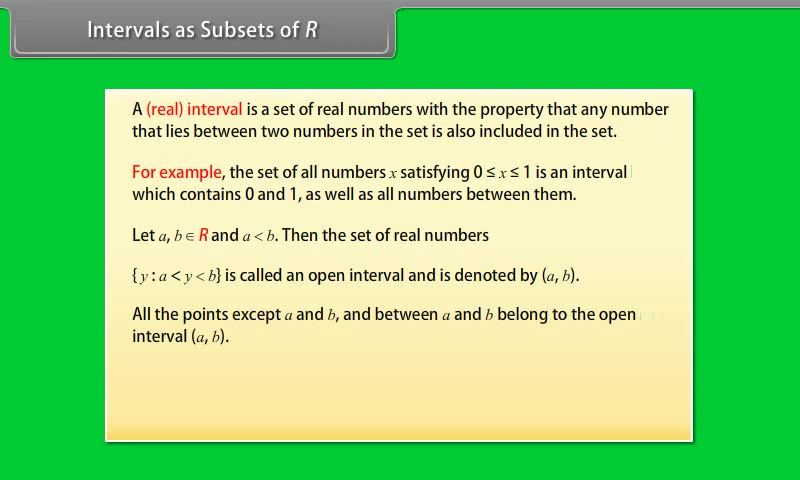 Intervals as Subsets of R
A (real) interval is a set of real numbers with the property that any number
that lies between two numbers in the set is also included in the set.
For example, the set of all numbers x satisfying 0 ≤ x ≤ 1 is an interval
which contains 0 and 1, as well as all numbers between them.
Let a, b ∈ R and a < b. Then the set of real numbers
{ y : a < y < b} is called an open interval and is denoted by (a, b).
All the points except a and b, and between a and b belong to the open
interval (a, b).